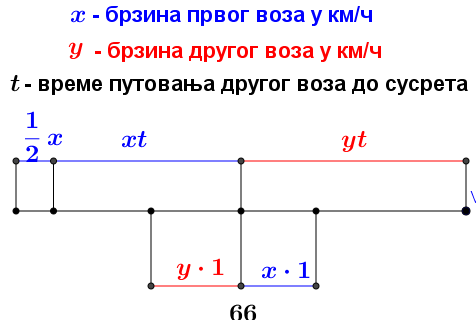 x - брзина првог воза у км/ч
y - брзина другог воза у км/ч
t - време путовања другог воза до сусрета
1/2 x xt yt
y · 1 x · 1
66